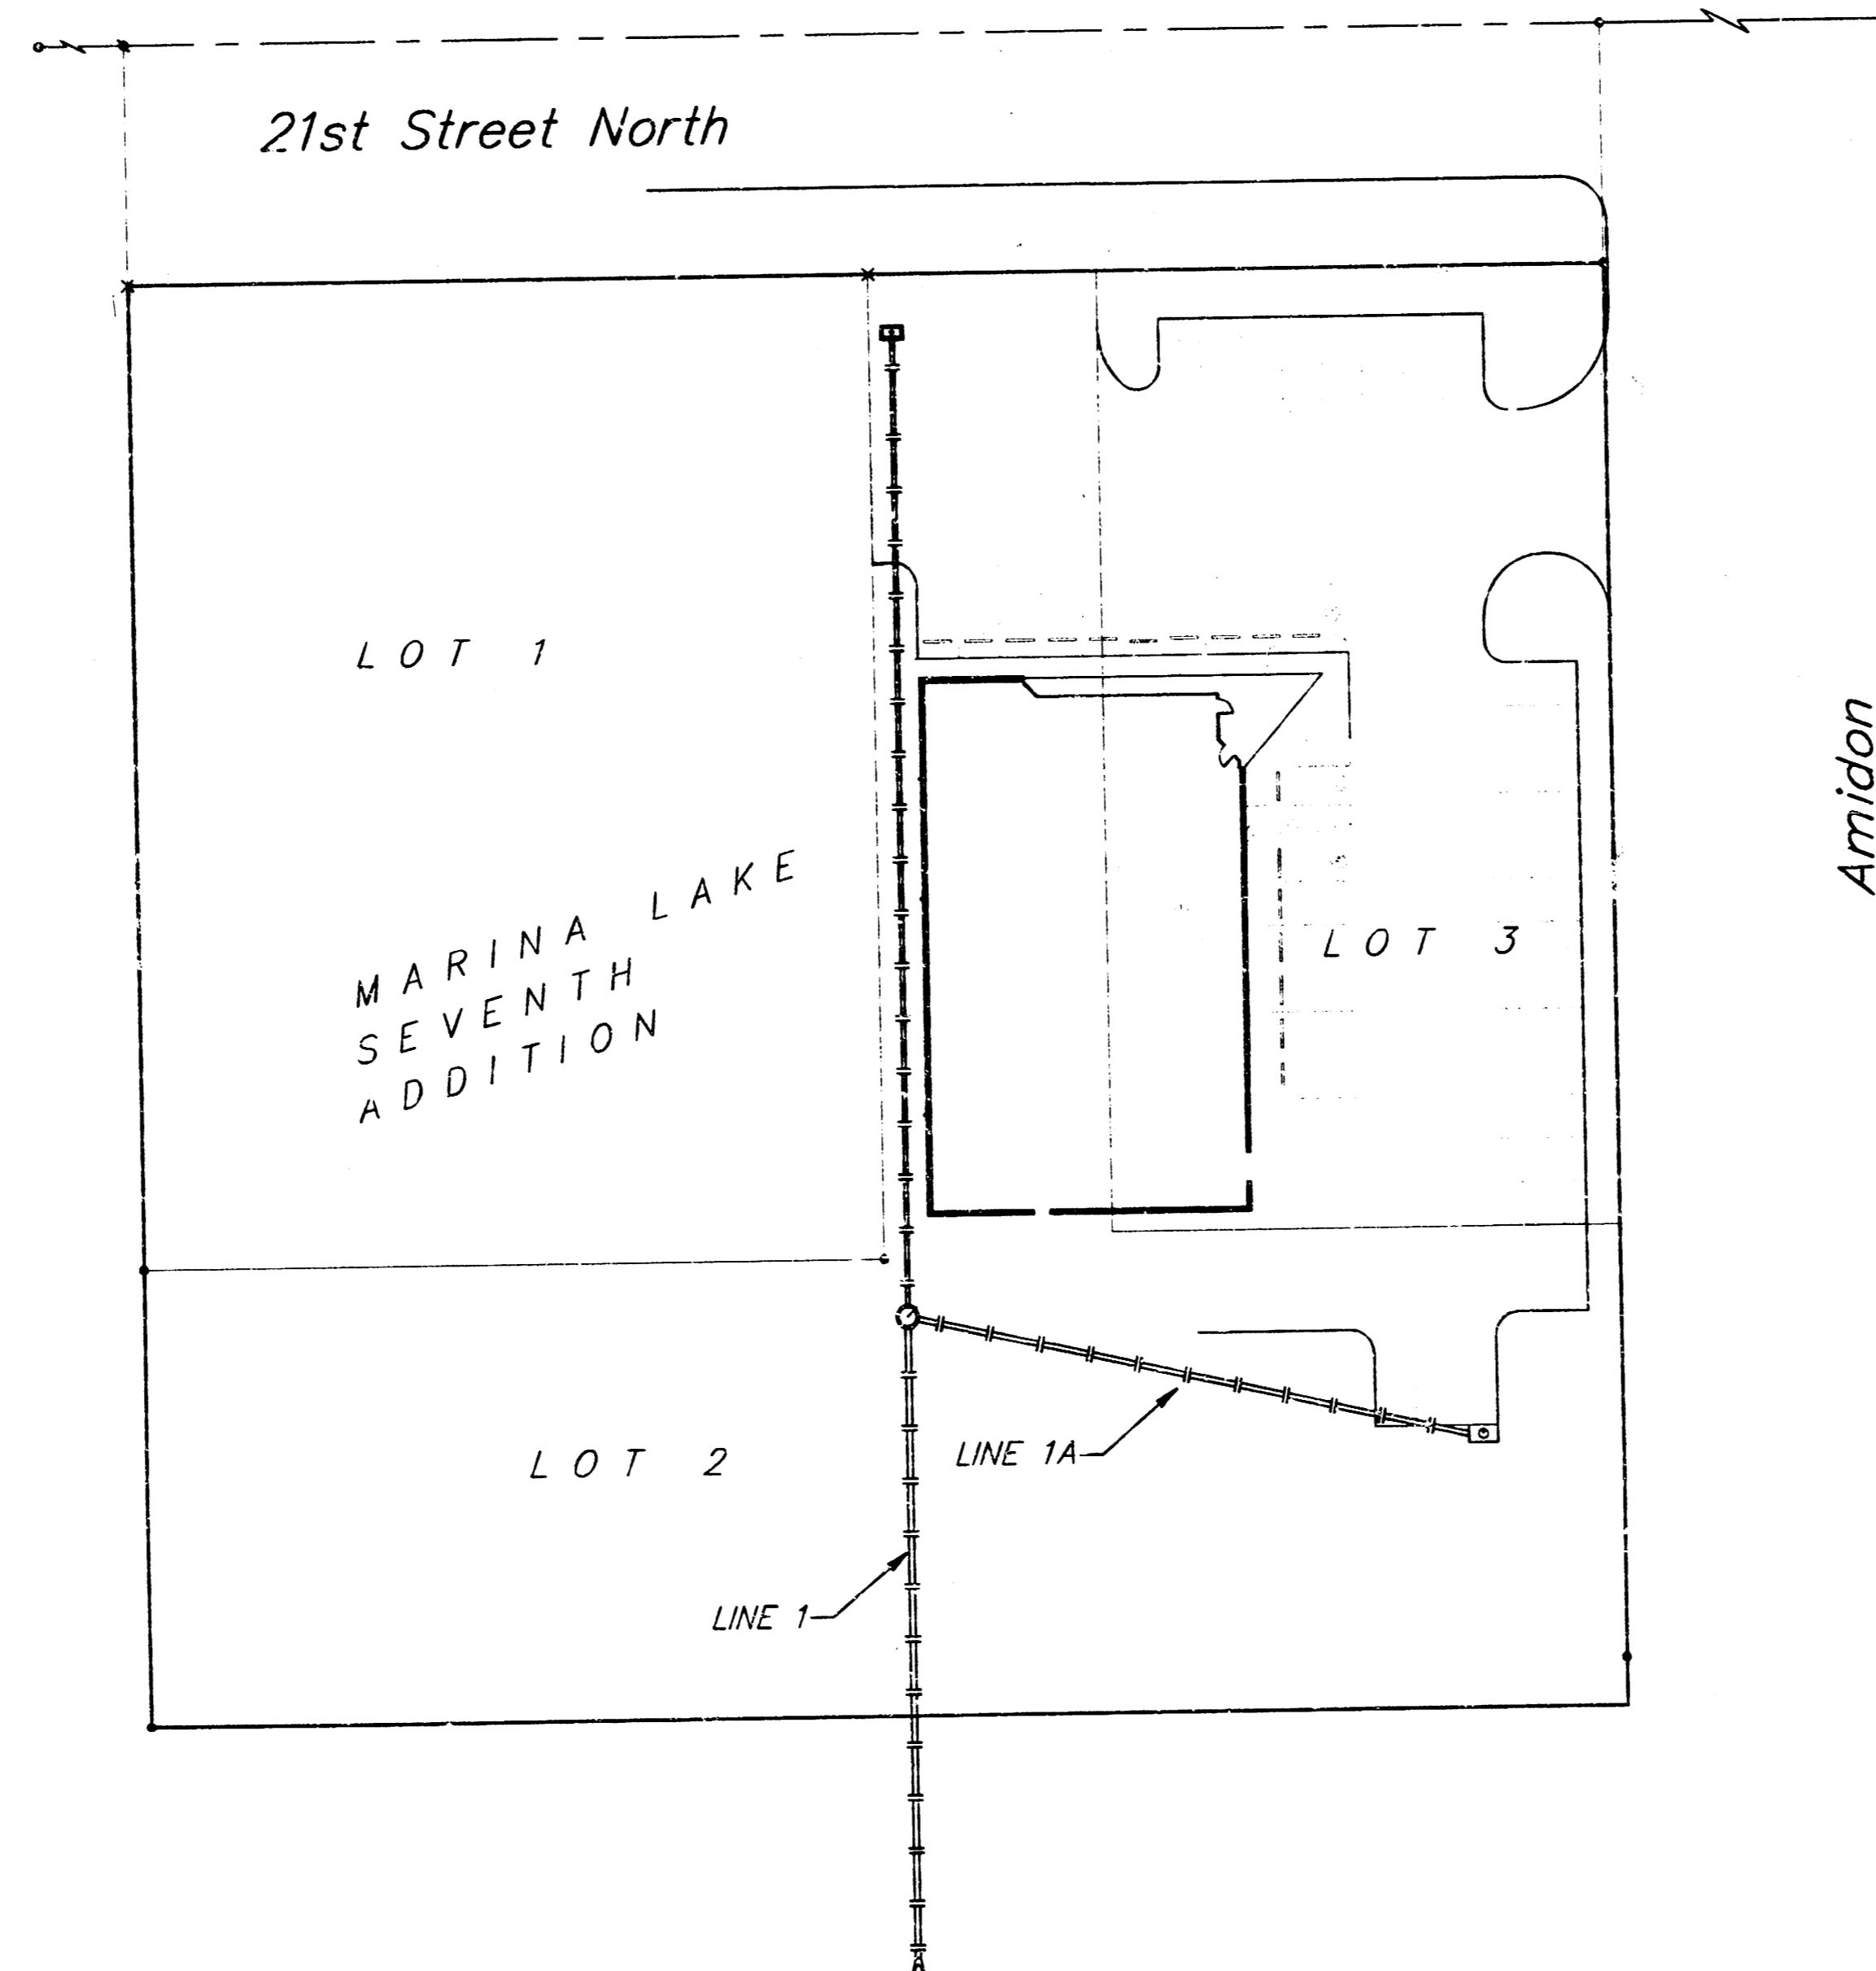 21st Street North
LOT 1
Amidon
MARINA LAKE
SEVENTH
ADDITION
LOT 3
LINE 1A
LOT 2
LINE 1